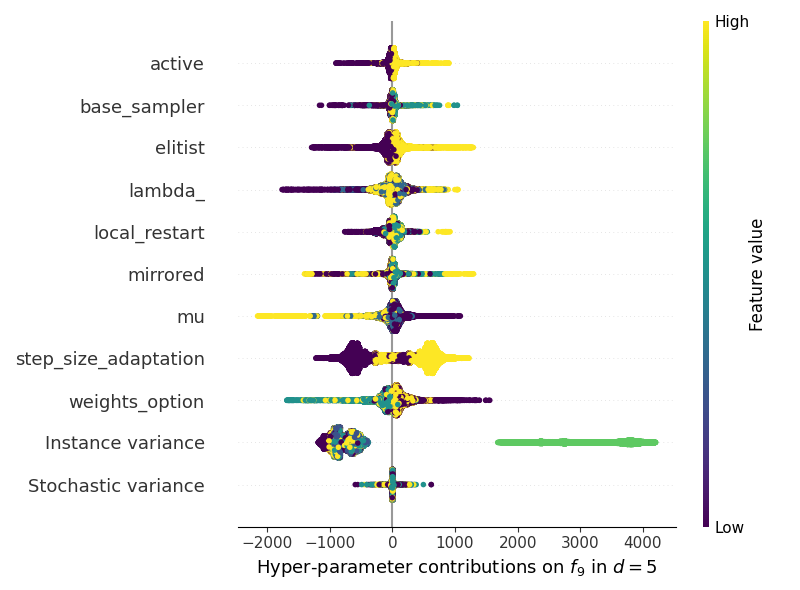 High
active
base_sampler
elitist
lambda_
local_restart
mirrored
mu
step_size_adaptation
weights_option
Instance variance
Stochastic variance
Feature value
Low
−2000 −1000 0 1000 2000 3000 4000
Hyper-parameter contributions on f₉ in d = 5